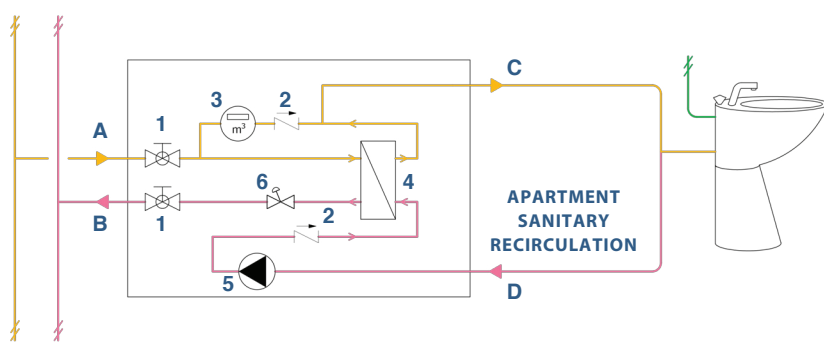 C
3
2
m³
A
1
6
4
B
1
2
APARTMENT
SANITARY
RECIRCULATION
5
D